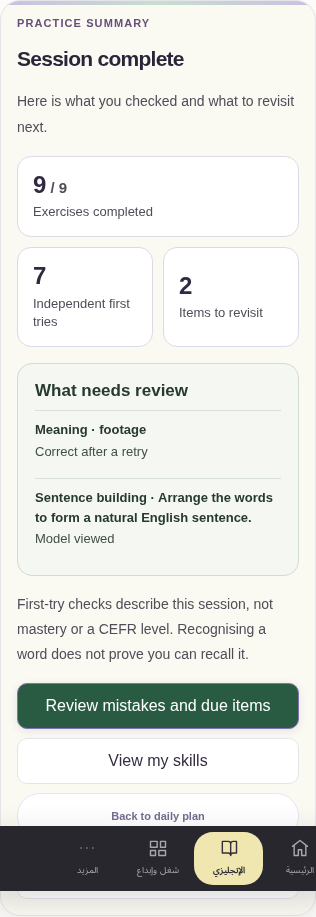 PRACTICE SUMMARY
Session complete
Here is what you checked and what to revisit
next.
9 / 9
Exercises completed
7
Independent first
tries
2
Items to revisit
What needs review
Meaning · footage
Correct after a retry
Sentence building · Arrange the words
to form a natural English sentence.
Model viewed
First-try checks describe this session, not
mastery or a CEFR level. Recognising a
word does not prove you can recall it.
Review mistakes and due items
View my skills
Back to daily plan
الرئيسية
الإنجليزي
شغل وإبداع
المزيد